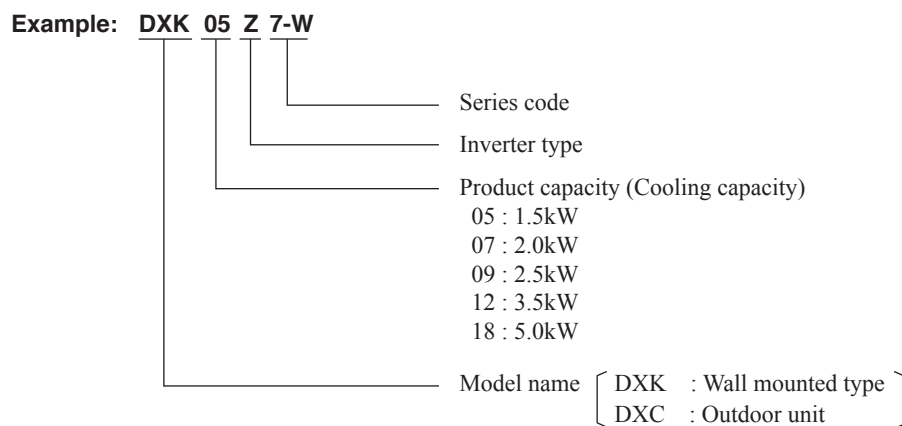 Example: DXK 05 Z 7-W
Series code
Inverter type
Product capacity (Cooling capacity)
05 : 1.5kW
07 : 2.0kW
09 : 2.5kW
12 : 3.5kW
18 : 5.0kW
Model name DXK : Wall mounted type
DXC : Outdoor unit